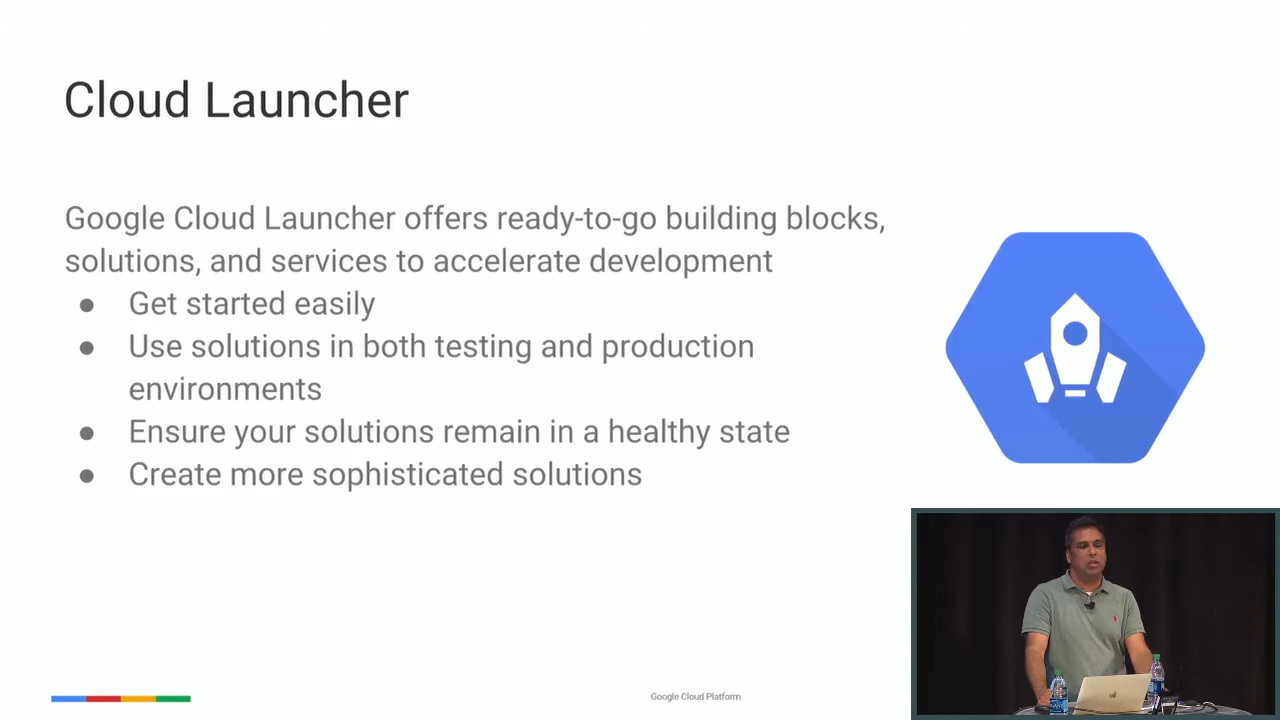 Cloud Launcher
Google Cloud Launcher offers ready-to-go building blocks,
solutions, and services to accelerate development
● Get started easily
● Use solutions in both testing and production
environments
● Ensure your solutions remain in a healthy state
● Create more sophisticated solutions
Google Cloud Platform